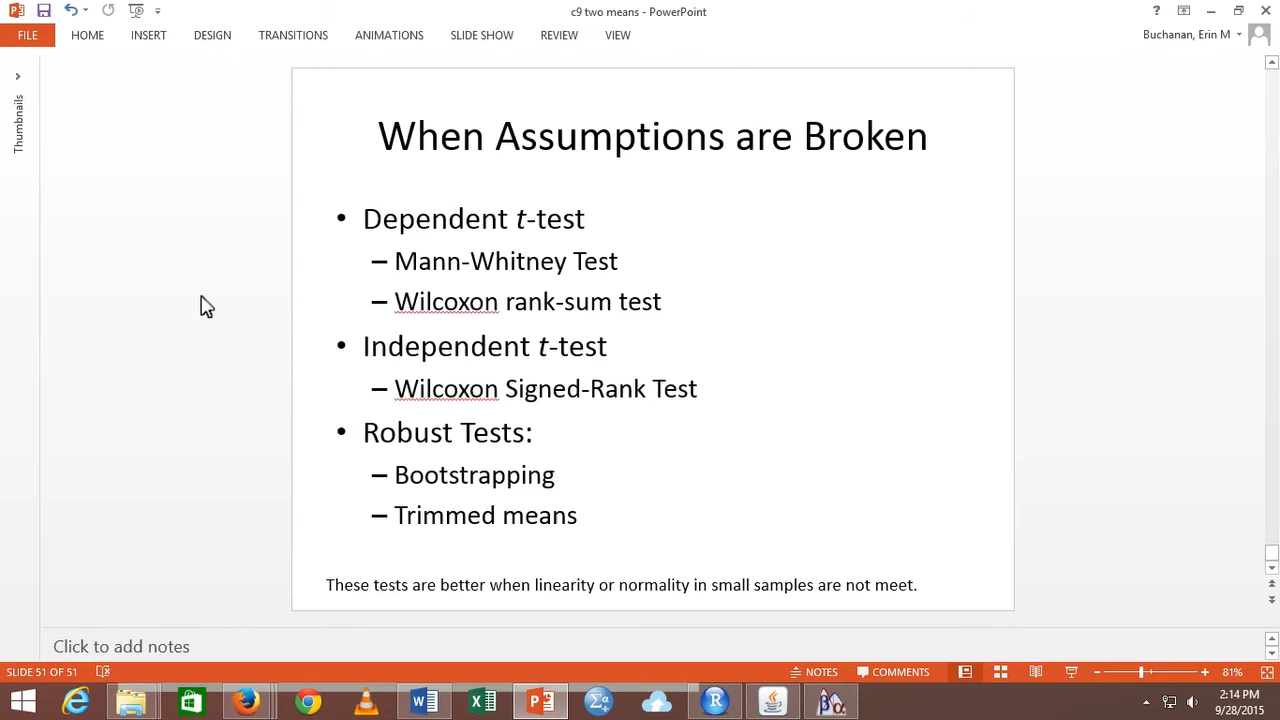 c9 two means - PowerPoint
?
FILE HOME INSERT DESIGN TRANSITIONS ANIMATIONS SLIDE SHOW REVIEW VIEW
Buchanan, Erin M
Thumbnails
When Assumptions are Broken
• Dependent t-test
– Mann-Whitney Test
– Wilcoxon rank-sum test
• Independent t-test
– Wilcoxon Signed-Rank Test
• Robust Tests:
– Bootstrapping
– Trimmed means
These tests are better when linearity or normality in small samples are not meet.
Click to add notes
SLIDE 51 OF 51
NOTES
COMMENTS
81%
2:14 PM
9/28/2015